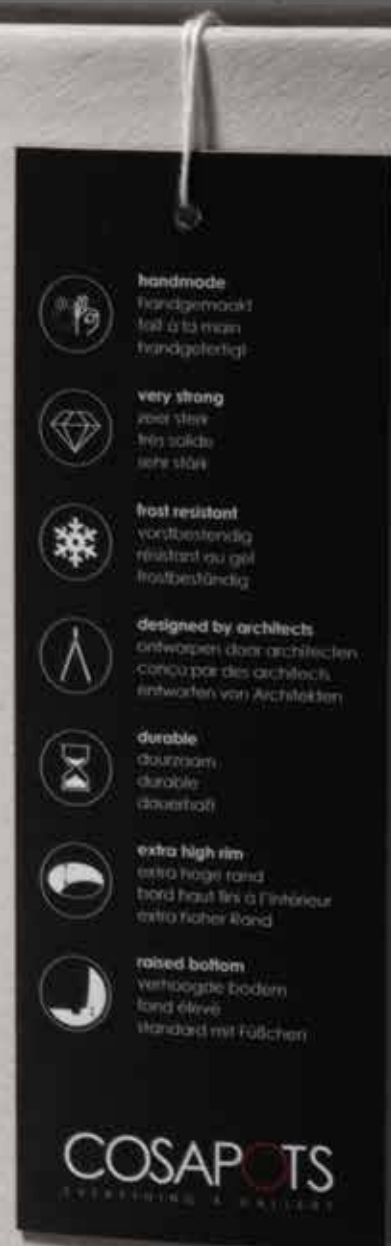 handmade
handgemaakt
fait à la main
handgefertigt
very strong
zeer sterk
très solide
sehr stark
frost resistant
vorstbestendig
résistant au gel
frostbeständig
designed by architects
ontworpen door architecten
conçu par des architects
entworfen von Architekten
durable
duurzaam
durable
dauerhaft
extra high rim
extra hoge rand
bord haut fini à l'intérieur
extra hoher Rand
raised bottom
verhoogde bodem
fond élevé
standard mit Füßchen
COSAPOTS
EVERYTHING & GALLERY